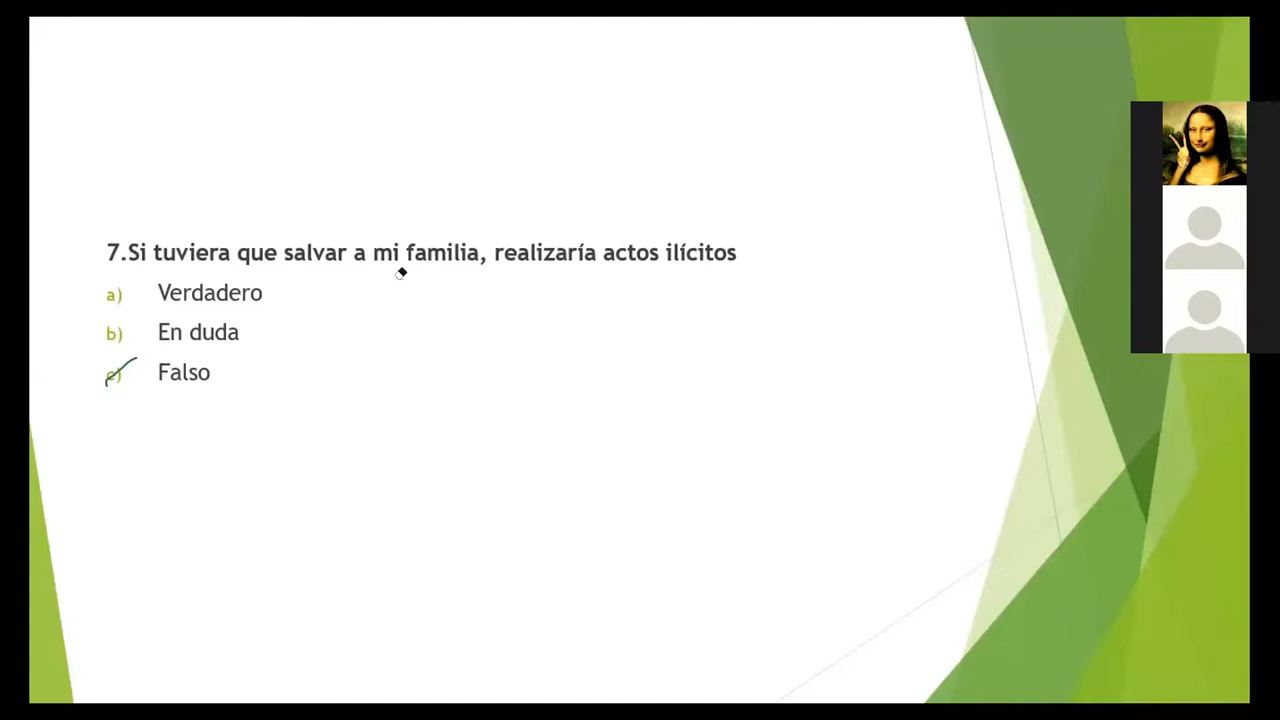 7.Si tuviera que salvar a mi familia, realizaría actos ilícitos
a) Verdadero
b) En duda
c) Falso